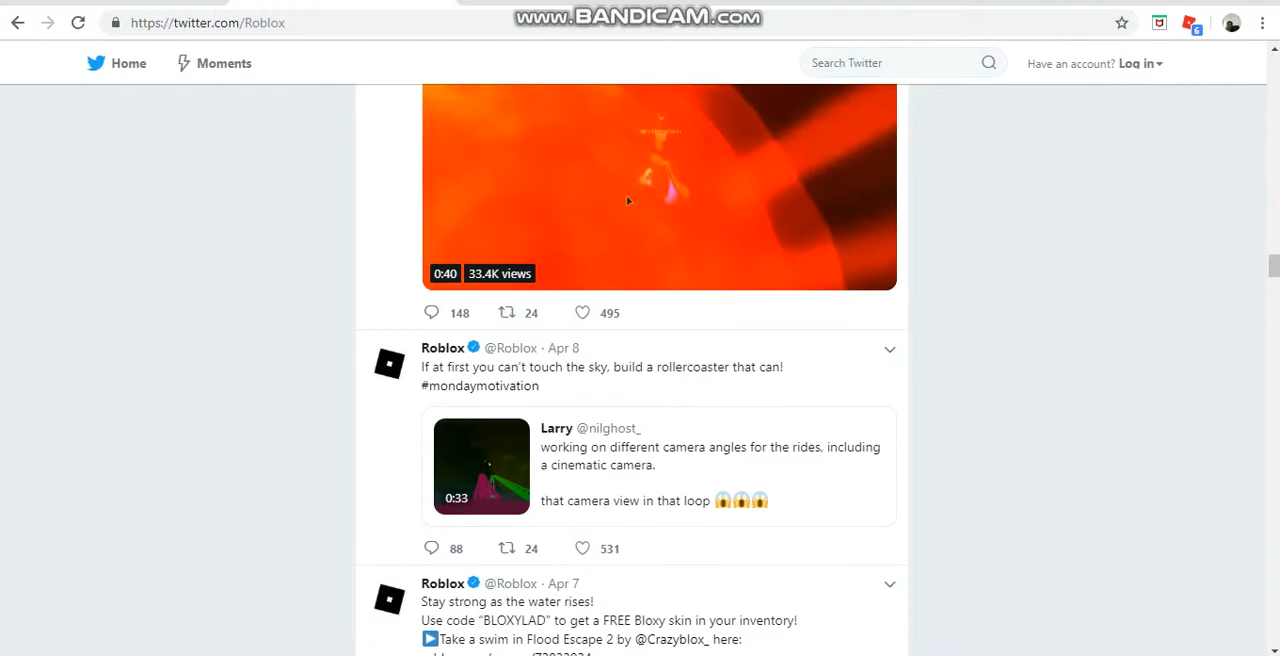 www.BANDICAM.com
https://twitter.com/Roblox
6
Home
Moments
Search Twitter
Have an account? Log in
0:40
33.4K views
148
24
495
Roblox @Roblox · Apr 8
If at first you can't touch the sky, build a rollercoaster that can!
#mondaymotivation
Larry @nilghost_
working on different camera angles for the rides, including
a cinematic camera.
that camera view in that loop 😱😱😱
0:33
88
24
531
Roblox @Roblox · Apr 7
Stay strong as the water rises!
Use code “BLOXYLAD” to get a FREE Bloxy skin in your inventory!
▶️Take a swim in Flood Escape 2 by @Crazyblox_ here: